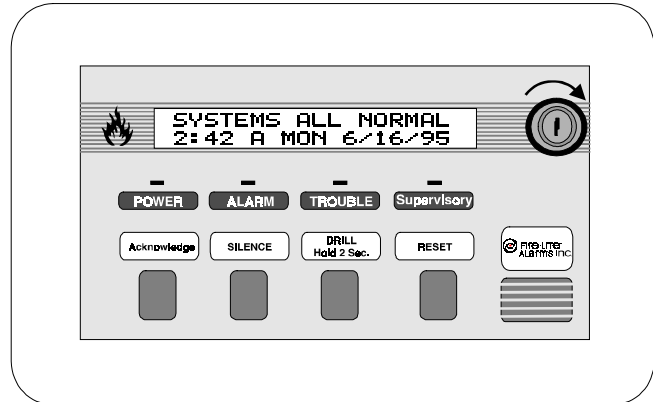 SYSTEMS ALL NORMAL
2:42 A MON 6/16/95
POWER ALARM TROUBLE Supervisory
Acknowledge SILENCE DRILL RESET
Hold 2 Sec.
FIRE·LITE
ALARMS INC